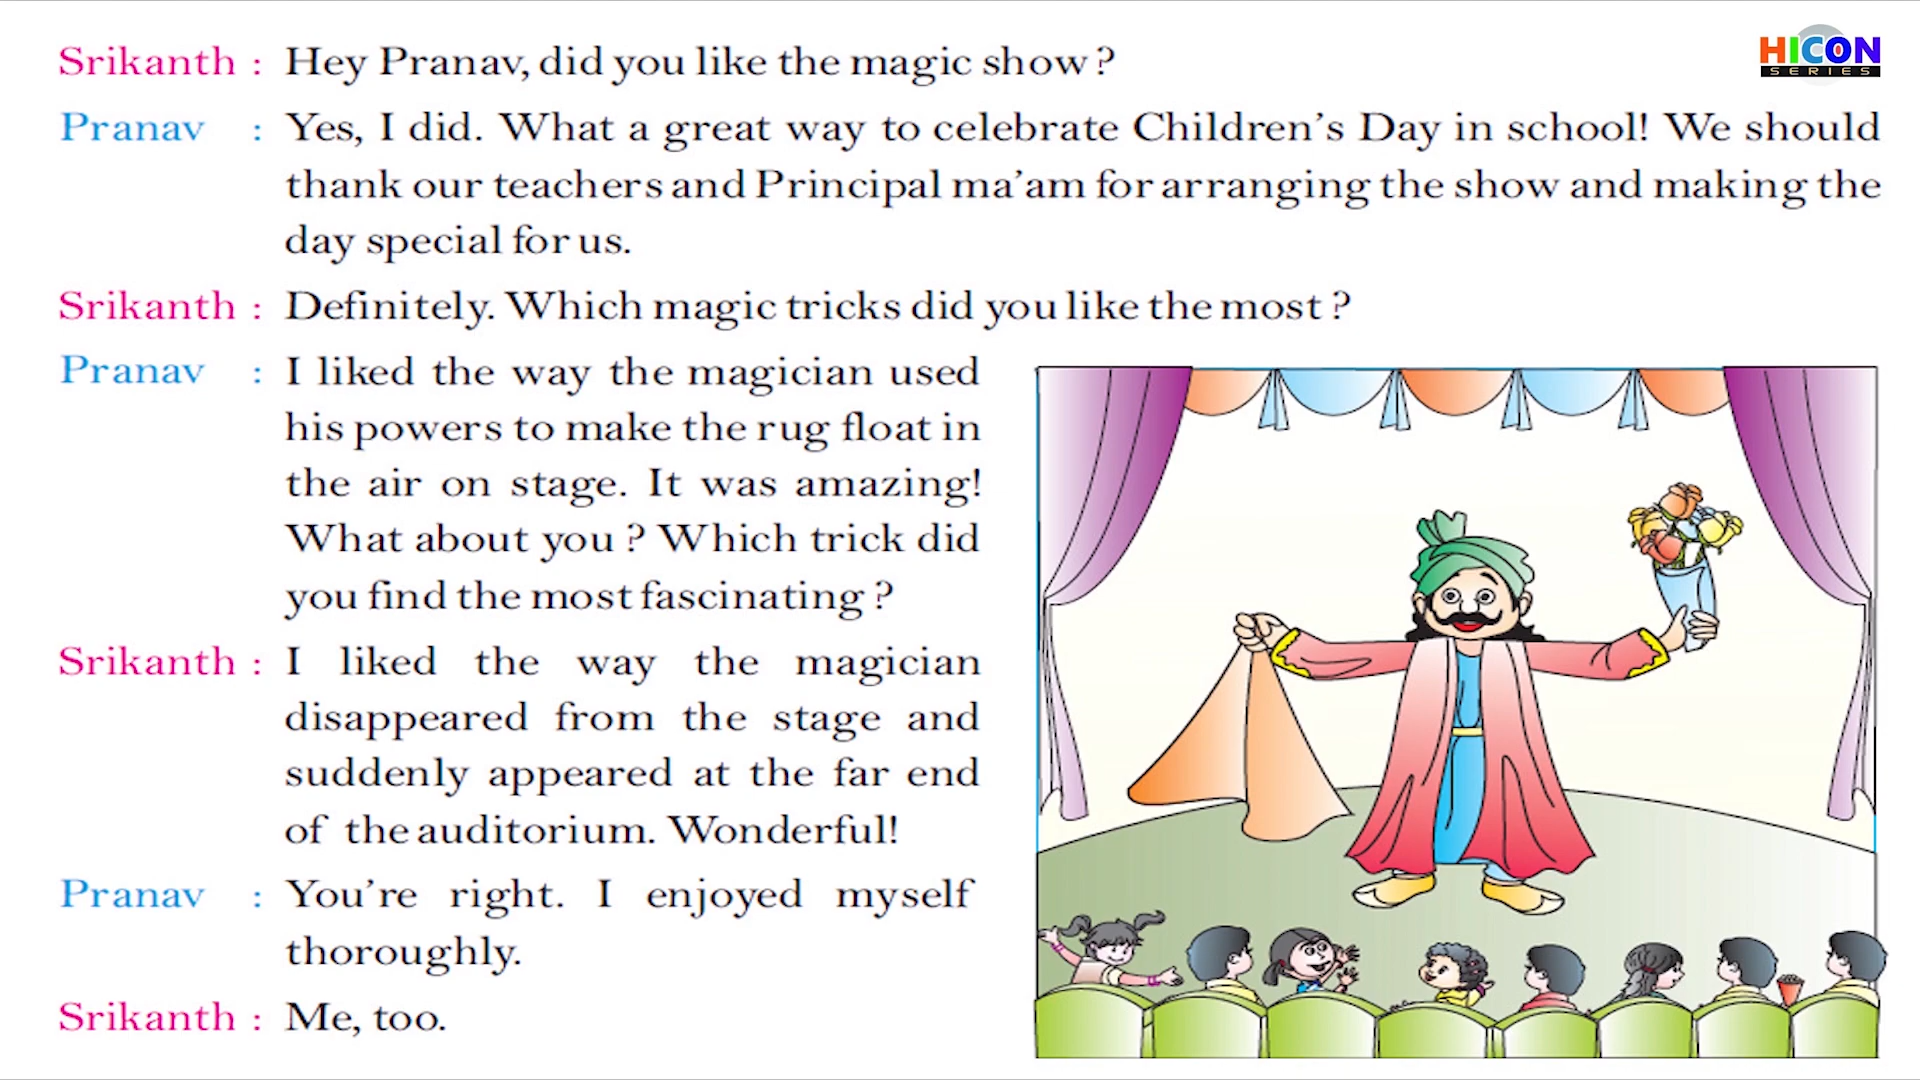 HICON
SERIES
Srikanth : Hey Pranav, did you like the magic show ?
Pranav : Yes, I did. What a great way to celebrate Children’s Day in school! We should
thank our teachers and Principal ma’am for arranging the show and making the
day special for us.
Srikanth : Definitely. Which magic tricks did you like the most ?
Pranav : I liked the way the magician used
his powers to make the rug float in
the air on stage. It was amazing!
What about you ? Which trick did
you find the most fascinating ?
Srikanth : I liked the way the magician
disappeared from the stage and
suddenly appeared at the far end
of the auditorium. Wonderful!
Pranav : You’re right. I enjoyed myself
thoroughly.
Srikanth : Me, too.